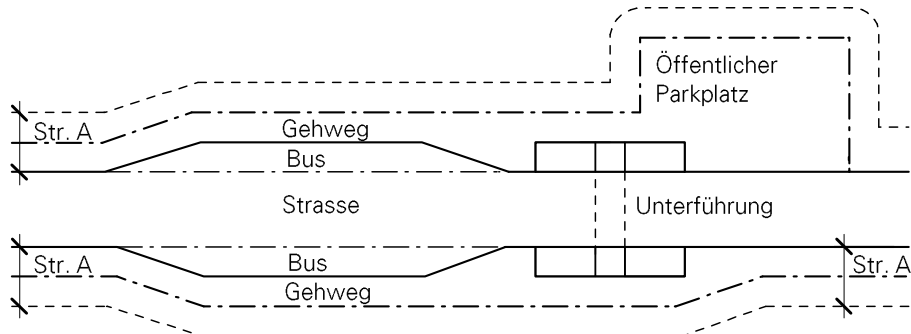 Öffentlicher
Parkplatz
Str. A
Gehweg
Bus
Strasse
Unterführung
Str. A
Bus
Str. A
Gehweg